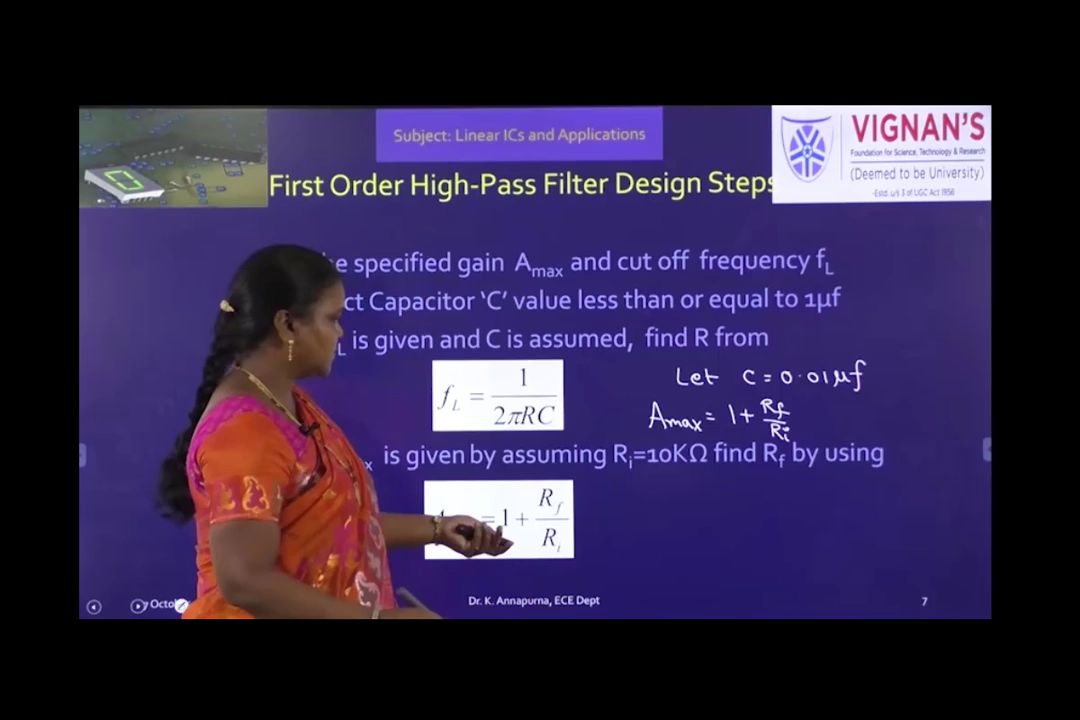 Subject: Linear ICs and Applications
VIGNAN'S
Foundation for Science, Technology & Research
(Deemed to be University)
-Estd. u/s 3 of UGC Act 1956
First Order High-Pass Filter Design Steps
specified gain Amax and cut off frequency fL
Capacitor 'C' value less than or equal to 1µf
L is given and C is assumed, find R from
fL = 1 / 2πRC
Let C = 0.01µf
Amax = 1 + Rf / Ri
x is given by assuming Ri=10KΩ find Rf by using
= 1 + Rf / Ri
Dr. K. Annapurna, ECE Dept
7